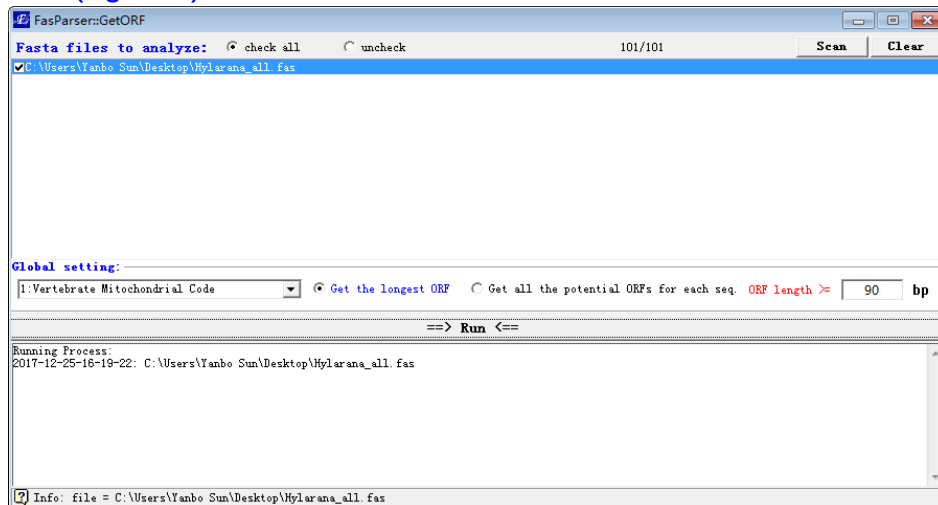 FasParser::GetORF
Fasta files to analyze: check all uncheck 101/101 Scan Clear
C:\Users\Yanbo Sun\Desktop\Hylarana_all.fas
Global setting:
1:Vertebrate Mitochondrial Code Get the longest ORF Get all the potential ORFs for each seq. ORF length >= 90 bp
==> Run <==
Running Process:
2017-12-25-16-19-22: C:\Users\Yanbo Sun\Desktop\Hylarana_all.fas
Info: file = C:\Users\Yanbo Sun\Desktop\Hylarana_all.fas